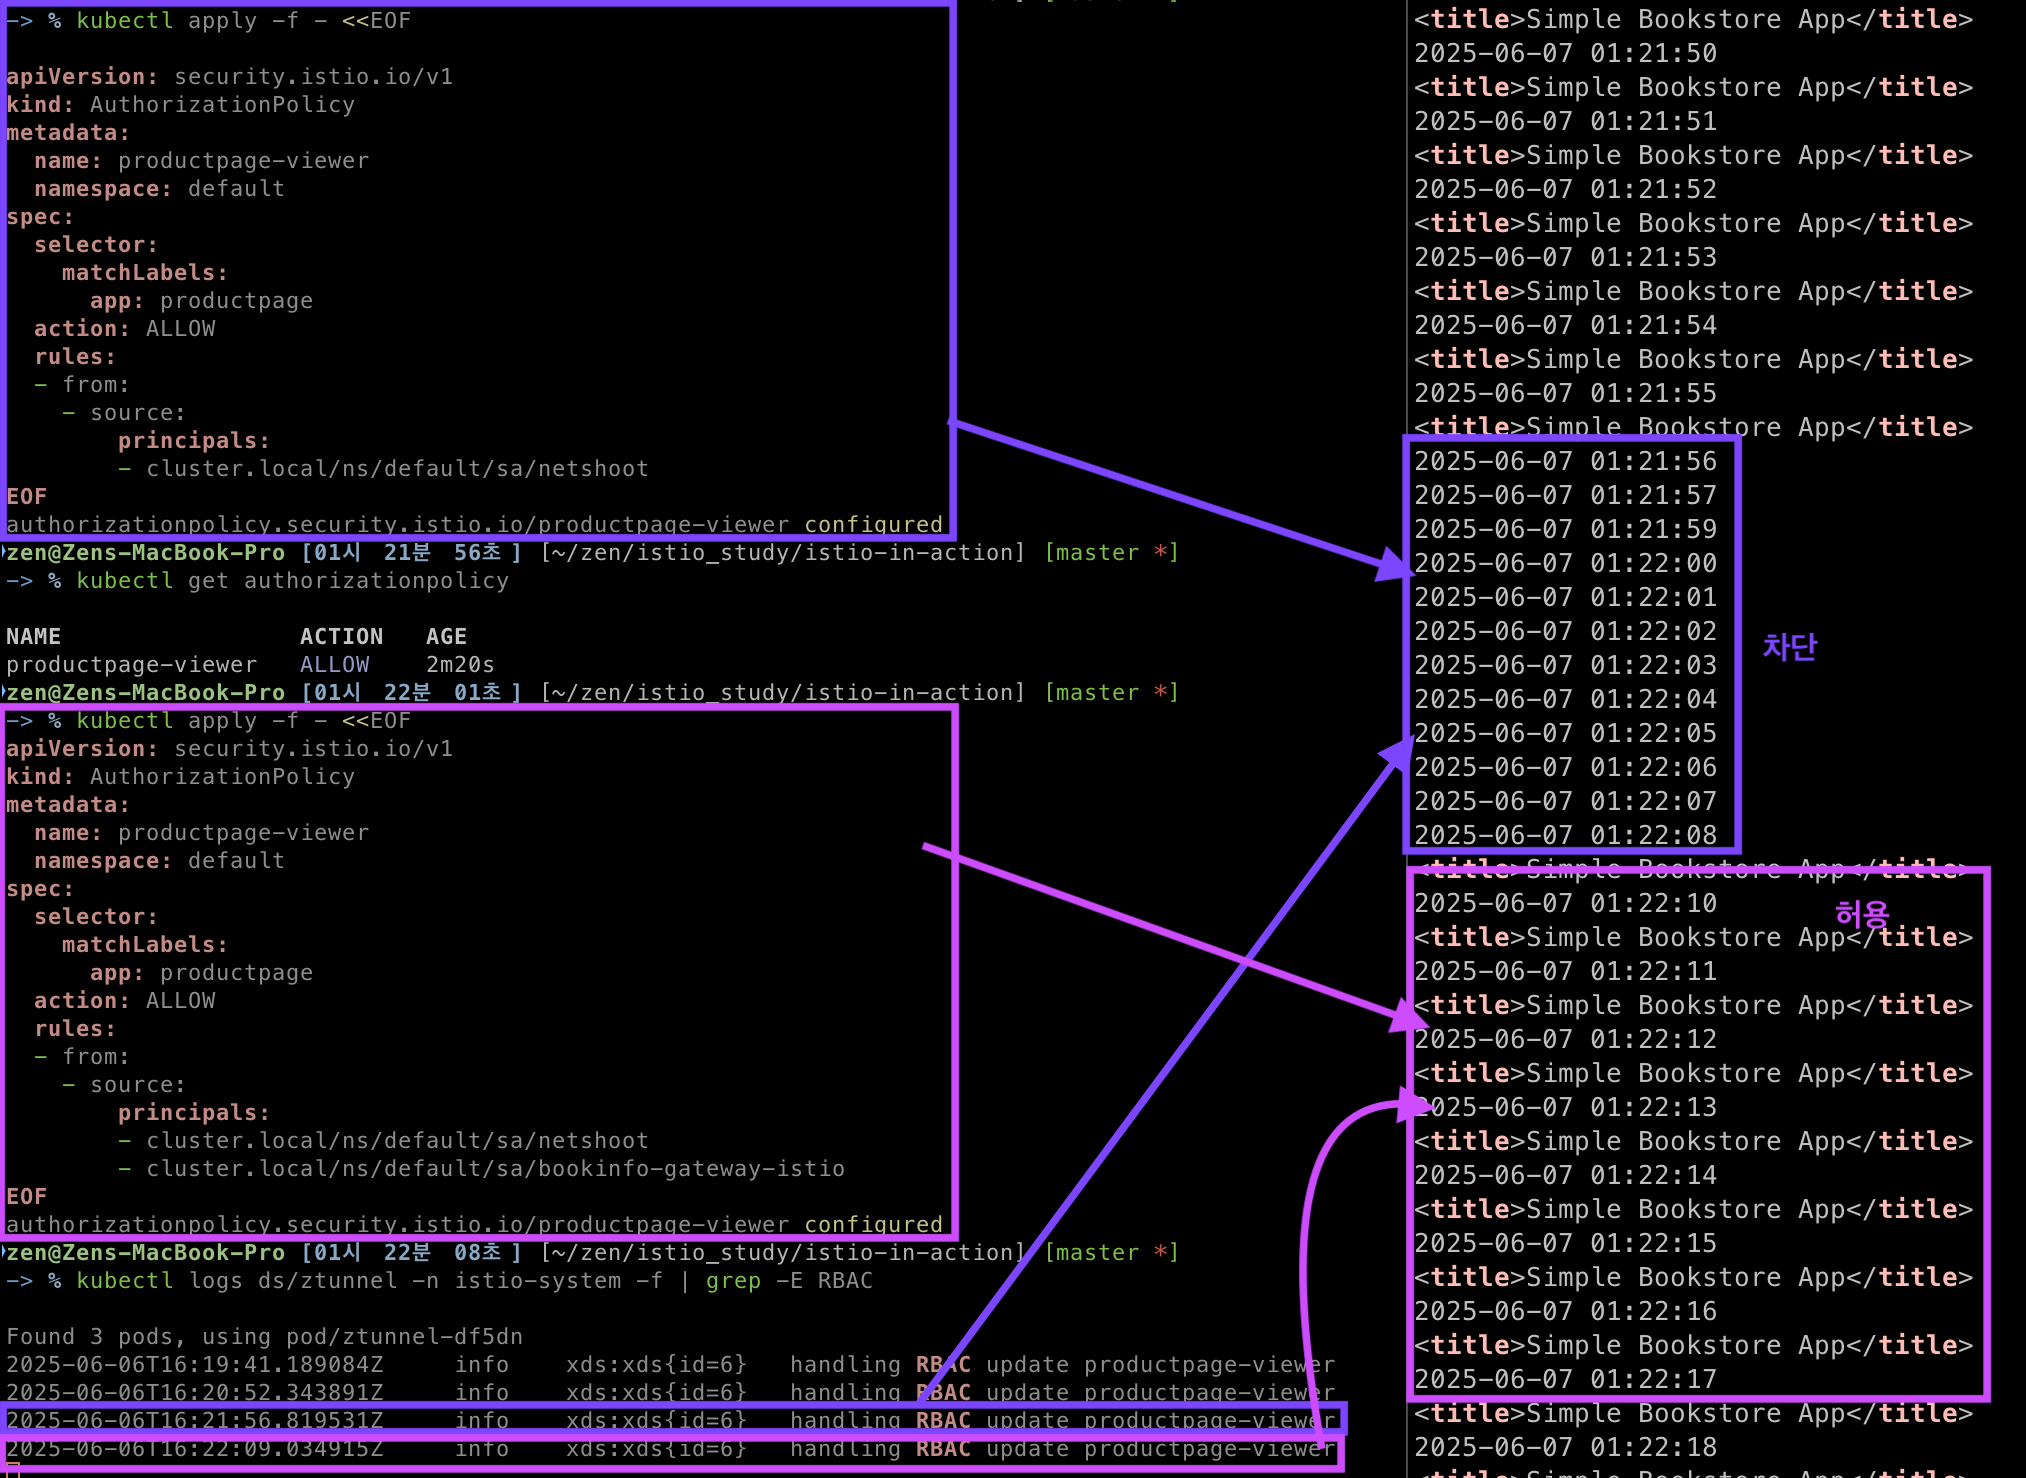 -> % kubectl apply -f - <<EOF
apiVersion: security.istio.io/v1
kind: AuthorizationPolicy
metadata:
  name: productpage-viewer
  namespace: default
spec:
  selector:
    matchLabels:
      app: productpage
  action: ALLOW
  rules:
  - from:
    - source:
        principals:
        - cluster.local/ns/default/sa/netshoot
EOF
authorizationpolicy.security.istio.io/productpage-viewer configured
zen@Zens-MacBook-Pro [01시 21분 56초] [~/zen/istio_study/istio-in-action] [master *]
-> % kubectl get authorizationpolicy
NAME                 ACTION   AGE
productpage-viewer   ALLOW    2m20s
zen@Zens-MacBook-Pro [01시 22분 01초] [~/zen/istio_study/istio-in-action] [master *]
-> % kubectl apply -f - <<EOF
apiVersion: security.istio.io/v1
kind: AuthorizationPolicy
metadata:
  name: productpage-viewer
  namespace: default
spec:
  selector:
    matchLabels:
      app: productpage
  action: ALLOW
  rules:
  - from:
    - source:
        principals:
        - cluster.local/ns/default/sa/netshoot
        - cluster.local/ns/default/sa/bookinfo-gateway-istio
EOF
authorizationpolicy.security.istio.io/productpage-viewer configured
zen@Zens-MacBook-Pro [01시 22분 08초] [~/zen/istio_study/istio-in-action] [master *]
-> % kubectl logs ds/ztunnel -n istio-system -f | grep -E RBAC
Found 3 pods, using pod/ztunnel-df5dn
2025-06-06T16:19:41.189084Z     info    xds:xds{id=6}   handling RBAC update productpage-viewer
2025-06-06T16:20:52.343891Z     info    xds:xds{id=6}   handling RBAC update productpage-viewer
2025-06-06T16:21:56.819531Z     info    xds:xds{id=6}   handling RBAC update productpage-viewer
2025-06-06T16:22:09.034915Z     info    xds:xds{id=6}   handling RBAC update productpage-viewer
<title>Simple Bookstore App</title>
2025-06-07 01:21:50
<title>Simple Bookstore App</title>
2025-06-07 01:21:51
<title>Simple Bookstore App</title>
2025-06-07 01:21:52
<title>Simple Bookstore App</title>
2025-06-07 01:21:53
<title>Simple Bookstore App</title>
2025-06-07 01:21:54
<title>Simple Bookstore App</title>
2025-06-07 01:21:55
<title>Simple Bookstore App</title>
2025-06-07 01:21:56
2025-06-07 01:21:57
2025-06-07 01:21:59
2025-06-07 01:22:00
2025-06-07 01:22:01
2025-06-07 01:22:02
차단
2025-06-07 01:22:03
2025-06-07 01:22:04
2025-06-07 01:22:05
2025-06-07 01:22:06
2025-06-07 01:22:07
2025-06-07 01:22:08
<title>Simple Bookstore App</title>
2025-06-07 01:22:10
허용
<title>Simple Bookstore App</title>
2025-06-07 01:22:11
<title>Simple Bookstore App</title>
2025-06-07 01:22:12
<title>Simple Bookstore App</title>
2025-06-07 01:22:13
<title>Simple Bookstore App</title>
2025-06-07 01:22:14
<title>Simple Bookstore App</title>
2025-06-07 01:22:15
<title>Simple Bookstore App</title>
2025-06-07 01:22:16
<title>Simple Bookstore App</title>
2025-06-07 01:22:17
<title>Simple Bookstore App</title>
2025-06-07 01:22:18